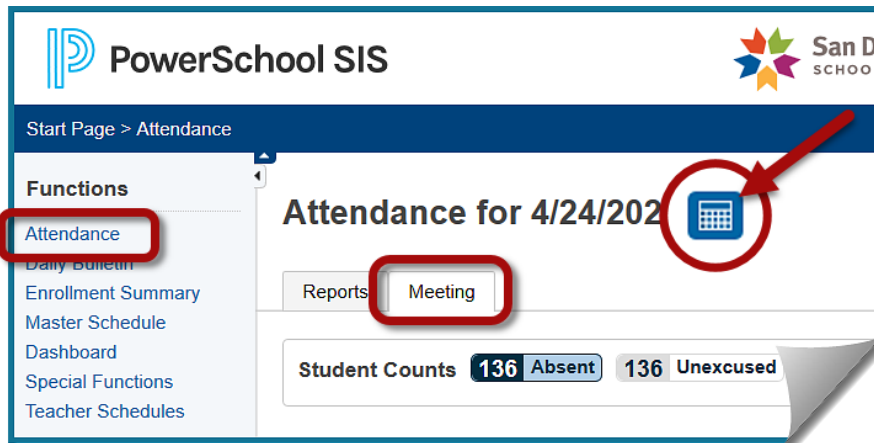 PowerSchool SIS
San D
SCHOO
Start Page > Attendance
Functions
Attendance
Daily Bulletin
Enrollment Summary
Master Schedule
Dashboard
Special Functions
Teacher Schedules
Attendance for 4/24/202
Reports
Meeting
Student Counts 136 Absent 136 Unexcused